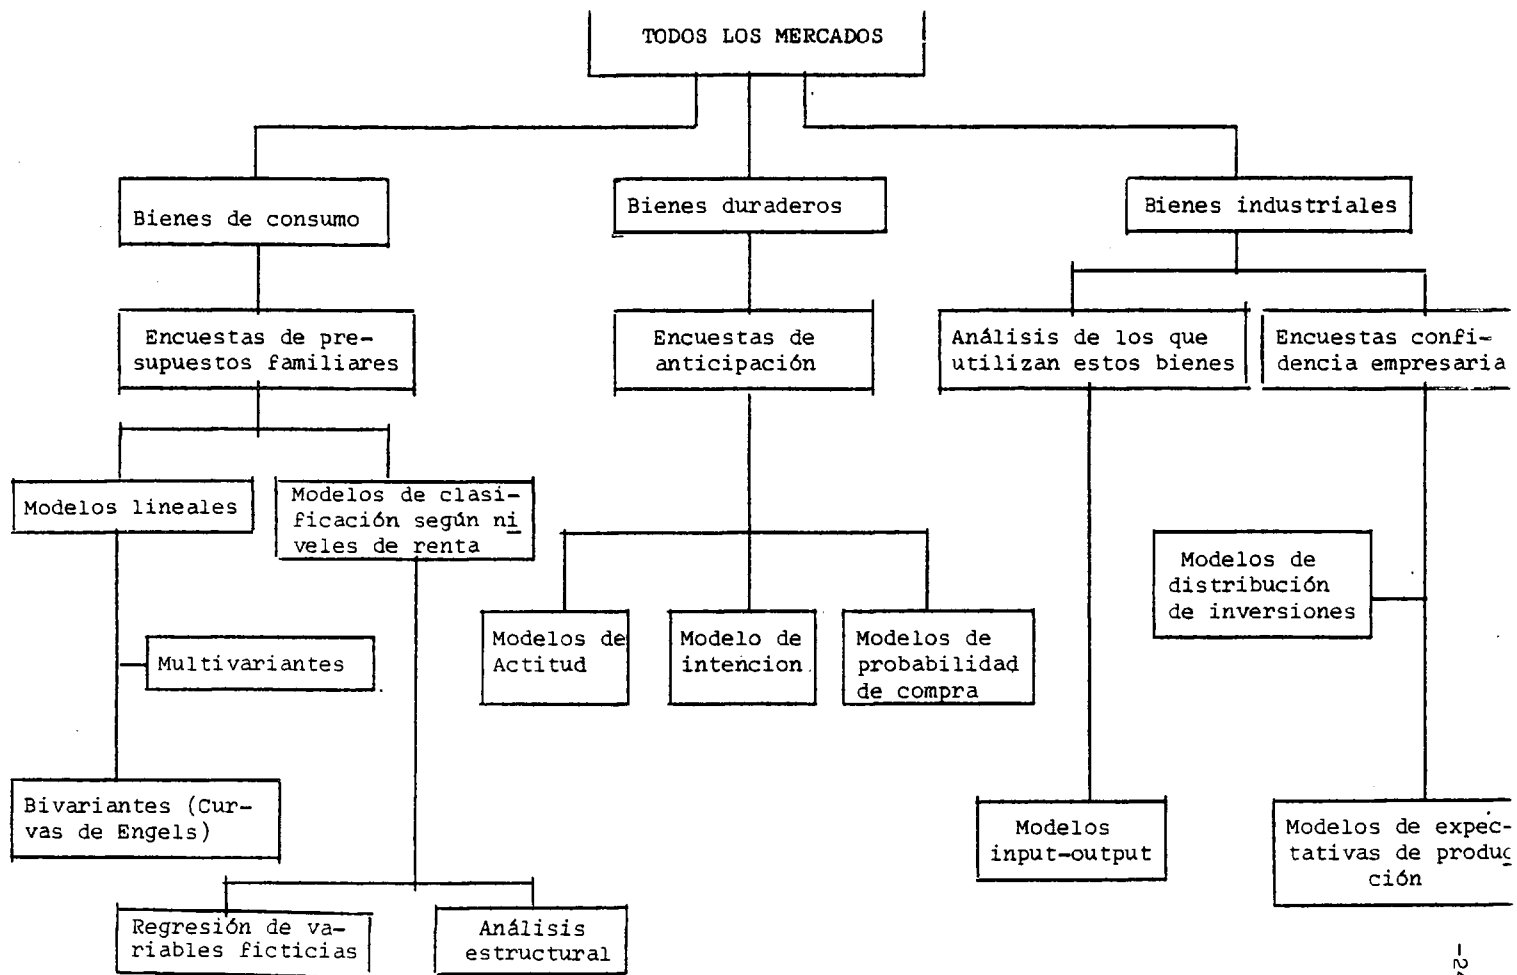 TODOS LOS MERCADOS
Bienes de consumo
Bienes duraderos
Bienes industriales
Encuestas de pre-
supuestos familiares
Encuestas de
anticipación
Análisis de los que
utilizan estos bienes
Encuestas confi-
dencia empresaria
Modelos lineales
Modelos de clasi-
ficación según ni
veles de renta
Modelos de
distribución
de inversiones
Multivariantes
Modelos de
Actitud
Modelo de
intencion
Modelos de
probabilidad
de compra
Bivariantes (Cur-
vas de Engels)
Modelos
input-output
Modelos de expec-
tativas de produc
ción
Regresión de va-
riables ficticias
Análisis
estructural